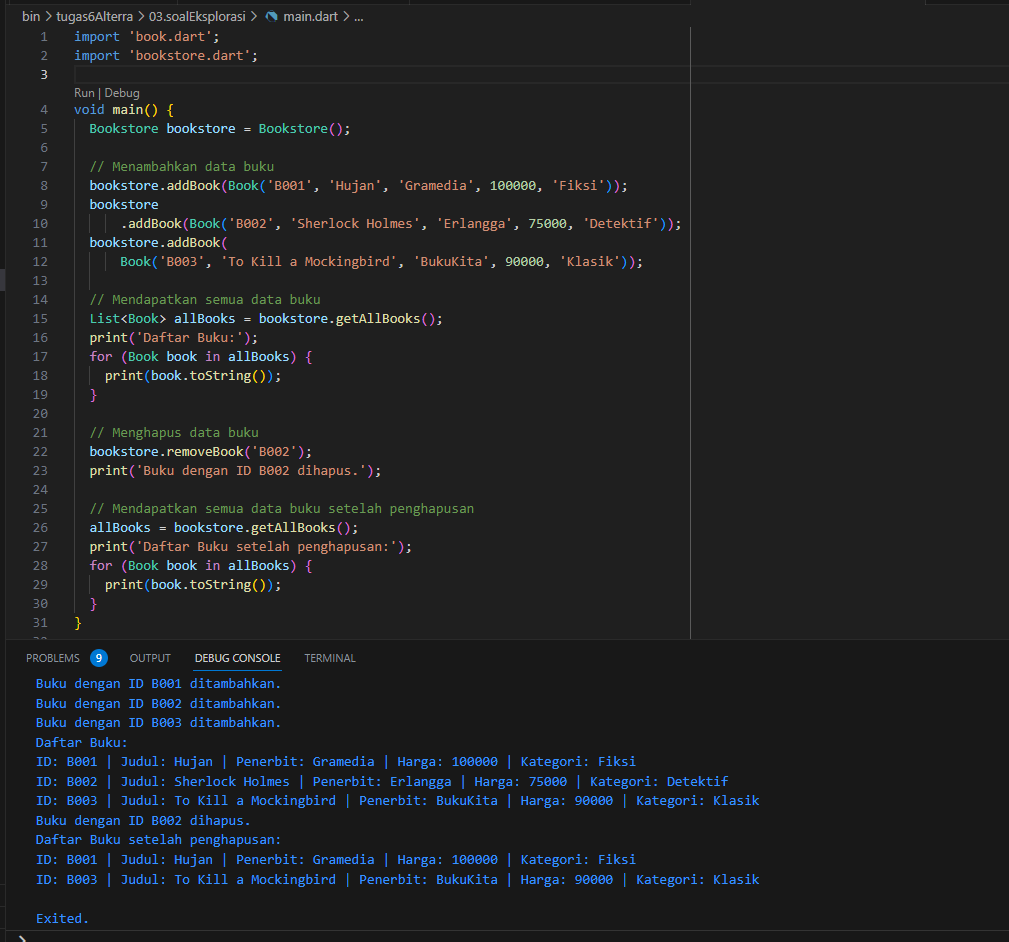 bin > tugas6Alterra > 03.soalEksplorasi > main.dart > ...
1 import 'book.dart';
2 import 'bookstore.dart';
3
Run | Debug
4 void main() {
5 Bookstore bookstore = Bookstore();
6
7 // Menambahkan data buku
8 bookstore.addBook(Book('B001', 'Hujan', 'Gramedia', 100000, 'Fiksi'));
9 bookstore
10 .addBook(Book('B002', 'Sherlock Holmes', 'Erlangga', 75000, 'Detektif'));
11 bookstore.addBook(
12 Book('B003', 'To Kill a Mockingbird', 'BukuKita', 90000, 'Klasik'));
13
14 // Mendapatkan semua data buku
15 List<Book> allBooks = bookstore.getAllBooks();
16 print('Daftar Buku:');
17 for (Book book in allBooks) {
18 print(book.toString());
19 }
20
21 // Menghapus data buku
22 bookstore.removeBook('B002');
23 print('Buku dengan ID B002 dihapus.');
24
25 // Mendapatkan semua data buku setelah penghapusan
26 allBooks = bookstore.getAllBooks();
27 print('Daftar Buku setelah penghapusan:');
28 for (Book book in allBooks) {
29 print(book.toString());
30 }
31 }
PROBLEMS 9 OUTPUT DEBUG CONSOLE TERMINAL
Buku dengan ID B001 ditambahkan.
Buku dengan ID B002 ditambahkan.
Buku dengan ID B003 ditambahkan.
Daftar Buku:
ID: B001 | Judul: Hujan | Penerbit: Gramedia | Harga: 100000 | Kategori: Fiksi
ID: B002 | Judul: Sherlock Holmes | Penerbit: Erlangga | Harga: 75000 | Kategori: Detektif
ID: B003 | Judul: To Kill a Mockingbird | Penerbit: BukuKita | Harga: 90000 | Kategori: Klasik
Buku dengan ID B002 dihapus.
Daftar Buku setelah penghapusan:
ID: B001 | Judul: Hujan | Penerbit: Gramedia | Harga: 100000 | Kategori: Fiksi
ID: B003 | Judul: To Kill a Mockingbird | Penerbit: BukuKita | Harga: 90000 | Kategori: Klasik
Exited.